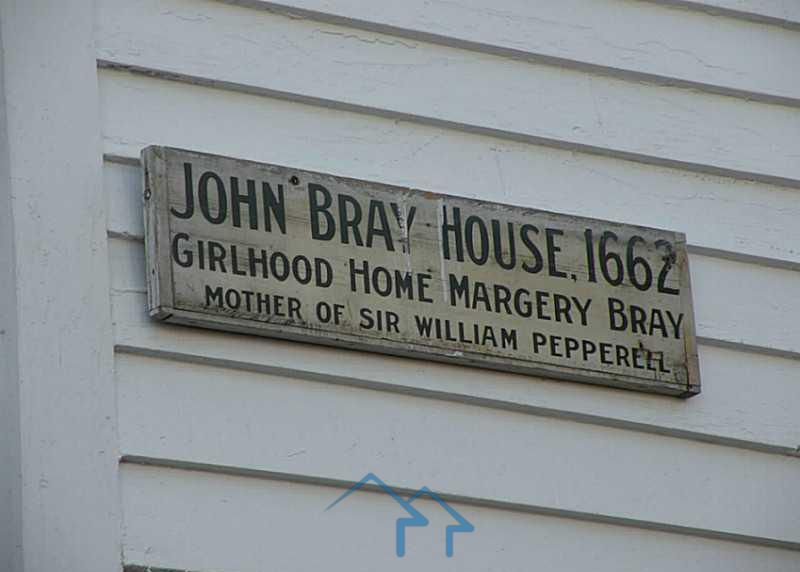 JOHN BRAY HOUSE, 1662
GIRLHOOD HOME MARGERY BRAY
MOTHER OF SIR WILLIAM PEPPERELL